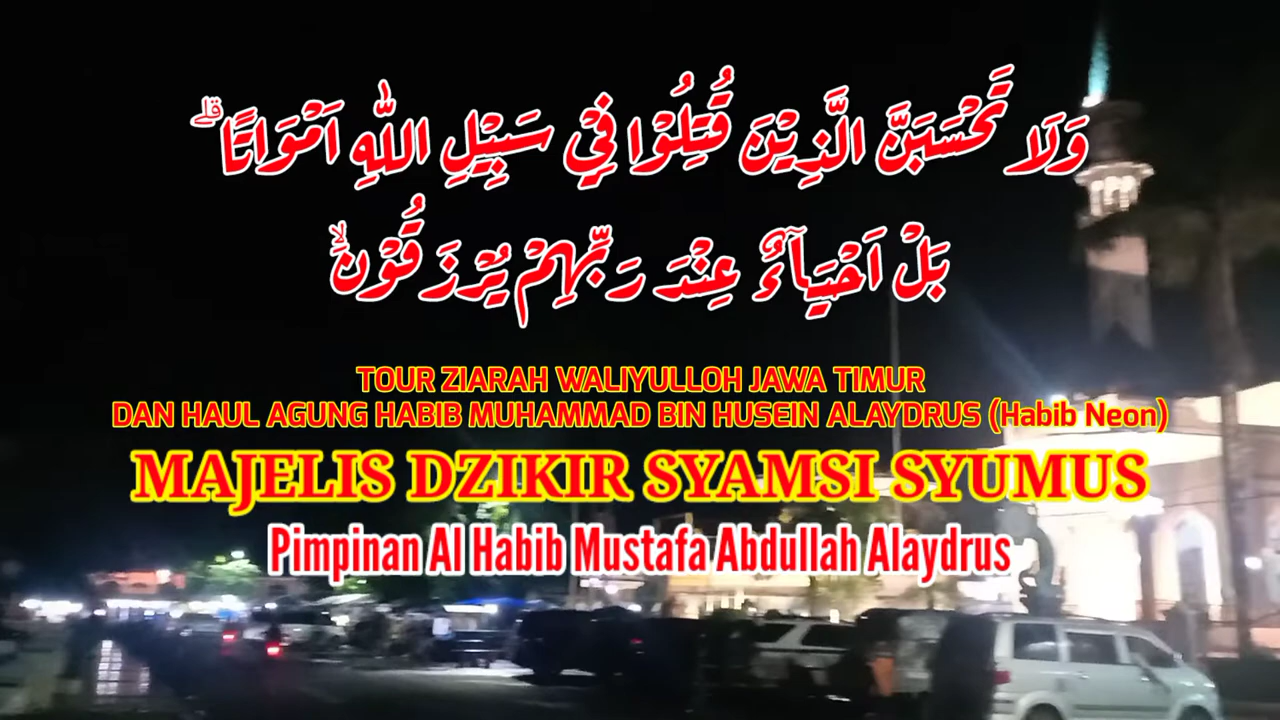 وَلَا تَحْسَبَنَّ الَّذِيْنَ قُتِلُوْا فِيْ سَبِيْلِ اللّٰهِ اَمْوَاتًا ۗ
بَلْ اَحْيَاۤءٌ عِنْدَ رَبِّهِمْ يُرْزَقُوْنَۙ
TOUR ZIARAH WALIYULLOH JAWA TIMUR
DAN HAUL AGUNG HABIB MUHAMMAD BIN HUSEIN ALAYDRUS (Habib Neon)
MAJELIS DZIKIR SYAMSI SYUMUS
Pimpinan Al Habib Mustafa Abdullah Alaydrus